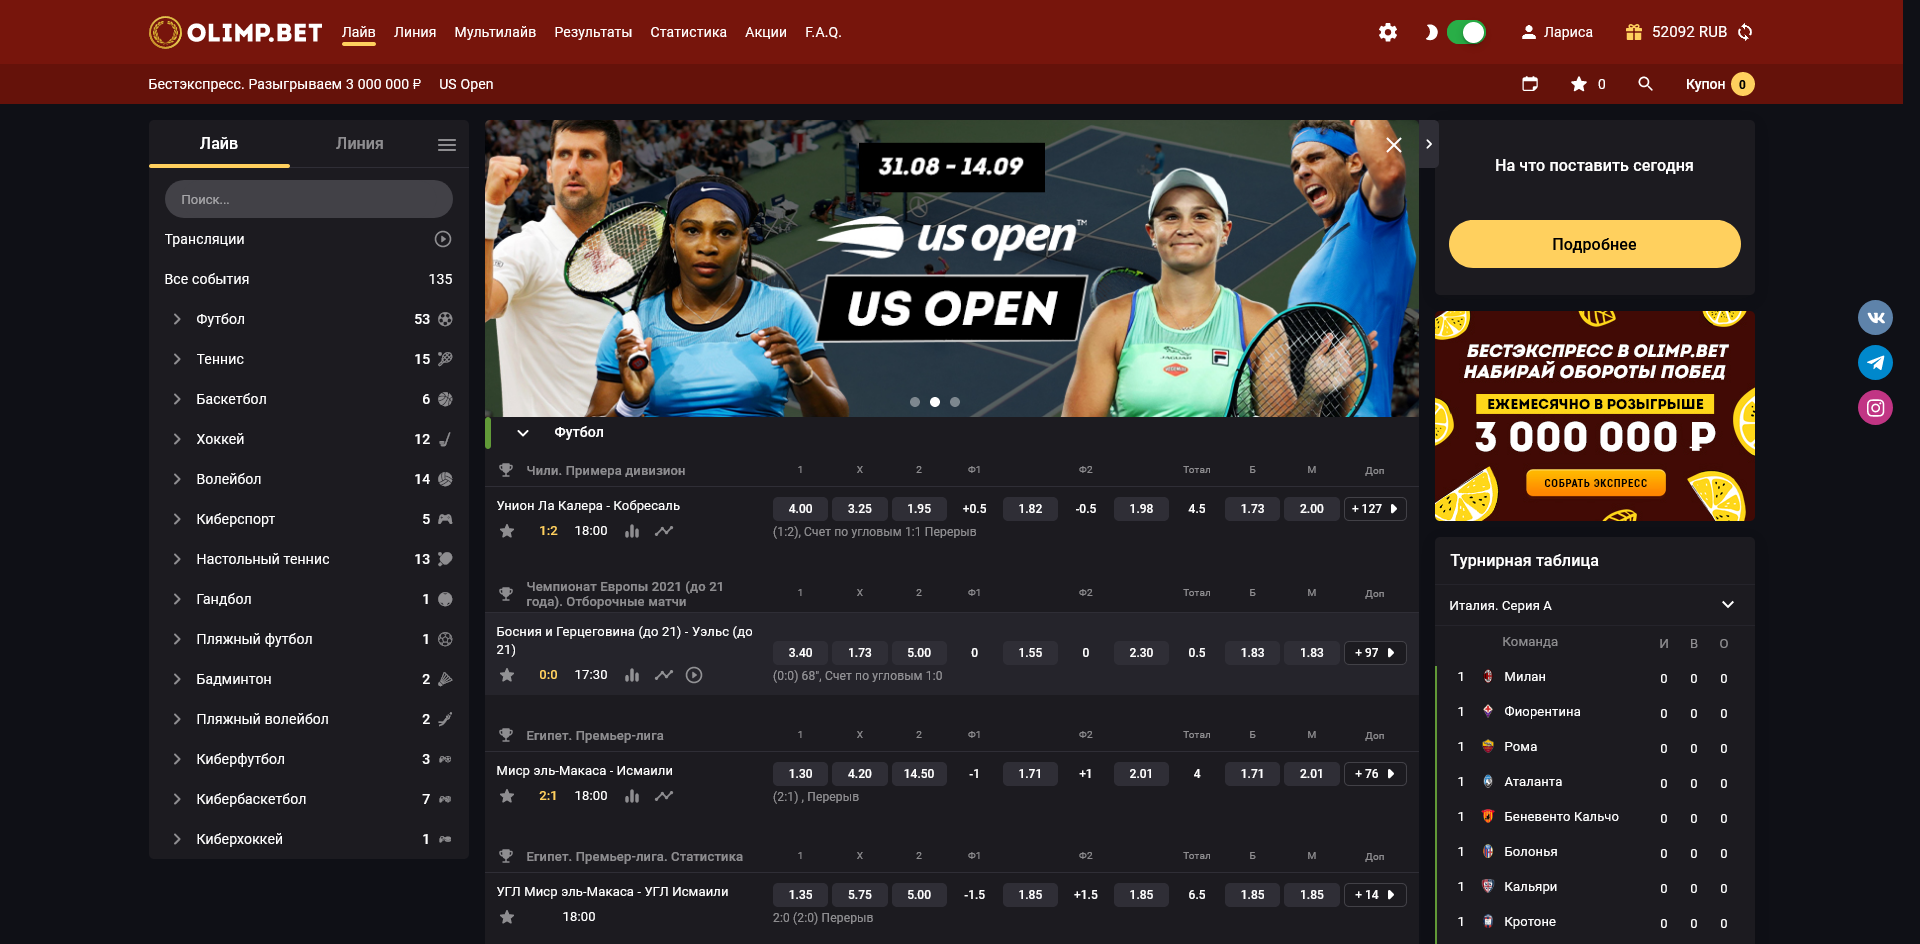 OLIMP.BET Лайв Линия Мультилайв Результаты Статистика Акции F.A.Q. Лариса 52092 RUB
Бестэкспресс. Разыгрываем 3 000 000 ₽ US Open 0 Купон 0
Лайв Линия
Поиск...
Трансляции
Все события 135
Футбол 53
Теннис 15
Баскетбол 6
Хоккей 12
Волейбол 14
Киберспорт 5
Настольный теннис 13
Гандбол 1
Пляжный футбол 1
Бадминтон 2
Пляжный волейбол 2
Киберфутбол 3
Кибербаскетбол 7
Киберхоккей 1
31.08 - 14.09
us open™
US OPEN
Футбол
Чили. Примера дивизион 1 X 2 Ф1 Ф2 Тотал Б М Доп
Унион Ла Калера - Кобресаль 4.00 3.25 1.95 +0.5 1.82 -0.5 1.98 4.5 1.73 2.00 + 127
1:2 18:00 (1:2), Счет по угловым 1:1 Перерыв
Чемпионат Европы 2021 (до 21
года). Отборочные матчи 1 X 2 Ф1 Ф2 Тотал Б М Доп
Босния и Герцеговина (до 21) - Уэльс (до
21) 3.40 1.73 5.00 0 1.55 0 2.30 0.5 1.83 1.83 + 97
0:0 17:30 (0:0) 68", Счет по угловым 1:0
Египет. Премьер-лига 1 X 2 Ф1 Ф2 Тотал Б М Доп
Миср эль-Макаса - Исмаили 1.30 4.20 14.50 -1 1.71 +1 2.01 4 1.71 2.01 + 76
2:1 18:00 (2:1) , Перерыв
Египет. Премьер-лига. Статистика 1 X 2 Ф1 Ф2 Тотал Б М Доп
УГЛ Миср эль-Макаса - УГЛ Исмаили 1.35 5.75 5.00 -1.5 1.85 +1.5 1.85 6.5 1.85 1.85 + 14
18:00 2:0 (2:0) Перерыв
На что поставить сегодня
Подробнее
БЕСТЭКСПРЕСС В OLIMP.BET
НАБИРАЙ ОБОРОТЫ ПОБЕД
ЕЖЕМЕСЯЧНО В РОЗЫГРЫШЕ
3 000 000 ₽
СОБРАТЬ ЭКСПРЕСС
Турнирная таблица
Италия. Серия А
Команда И В О
1 Милан 0 0 0
1 Фиорентина 0 0 0
1 Рома 0 0 0
1 Аталанта 0 0 0
1 Беневенто Кальчо 0 0 0
1 Болонья 0 0 0
1 Кальяри 0 0 0
1 Кротоне 0 0 0